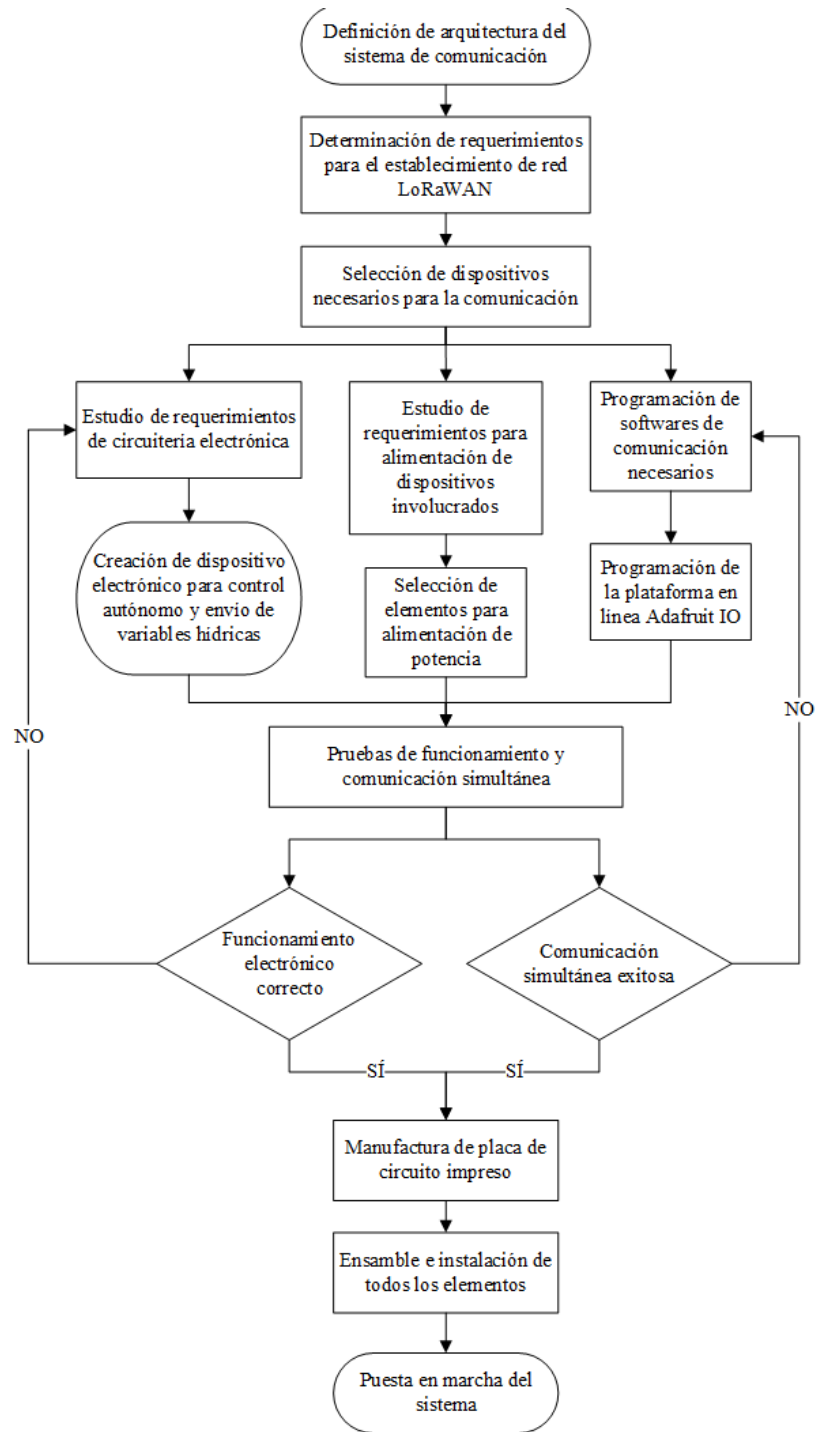 Definición de arquitectura del
sistema de comunicación
Determinación de requerimientos
para el establecimiento de red
LoRaWAN
Selección de dispositivos
necesarios para la comunicación
Estudio de requerimientos
de circuitería electrónica
Estudio de
requerimientos para
alimentación de
dispositivos
involucrados
Programación de
softwares de
comunicación
necesarios
Creación de dispositivo
electrónico para control
autónomo y envío de
variables hídricas
Selección de
elementos para
alimentación de
potencia
Programación de
la plataforma en
línea Adafruit IO
NO
NO
Pruebas de funcionamiento y
comunicación simultánea
Funcionamiento
electrónico
correcto
Comunicación
simultánea exitosa
SÍ
SÍ
Manufactura de placa de
circuito impreso
Ensamble e instalación de
todos los elementos
Puesta en marcha del
sistema